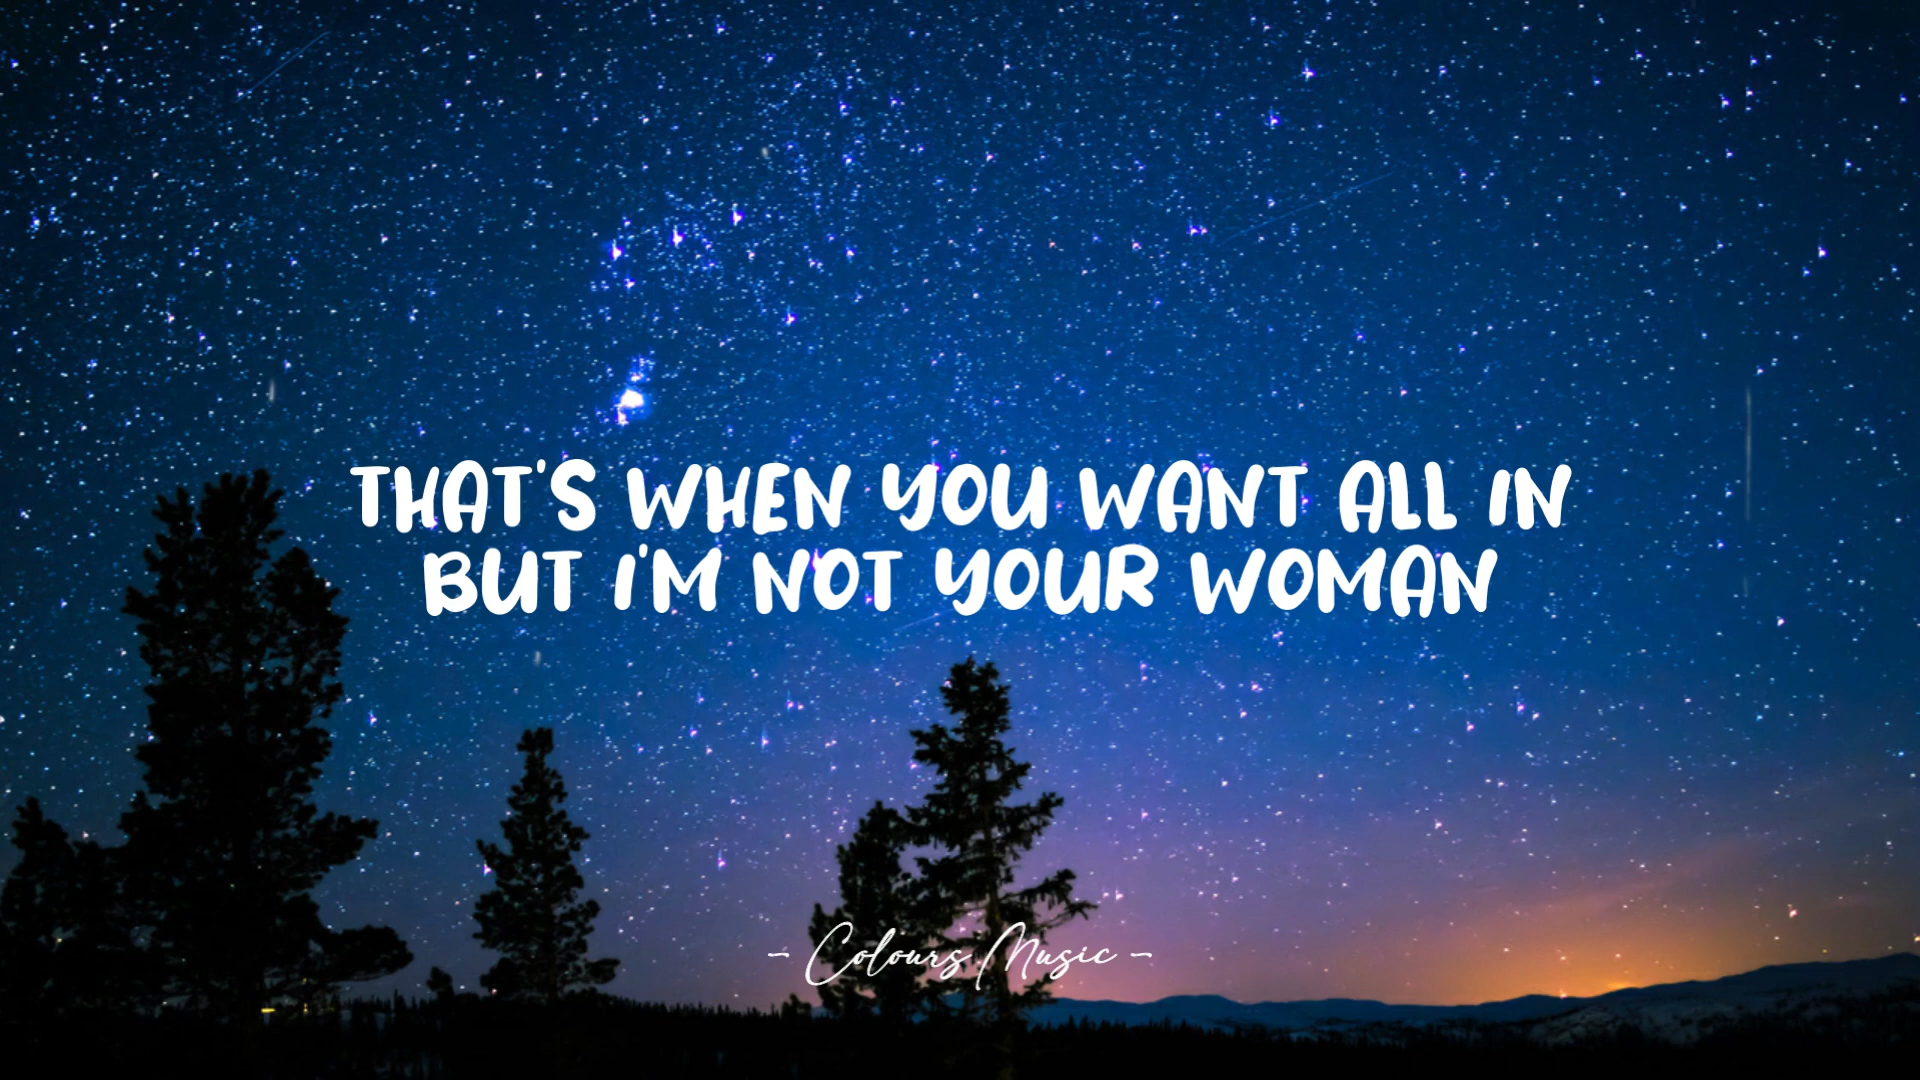 THAT'S WHEN YOU WANT ALL IN
BUT I'M NOT YOUR WOMAN
- Colours Music -